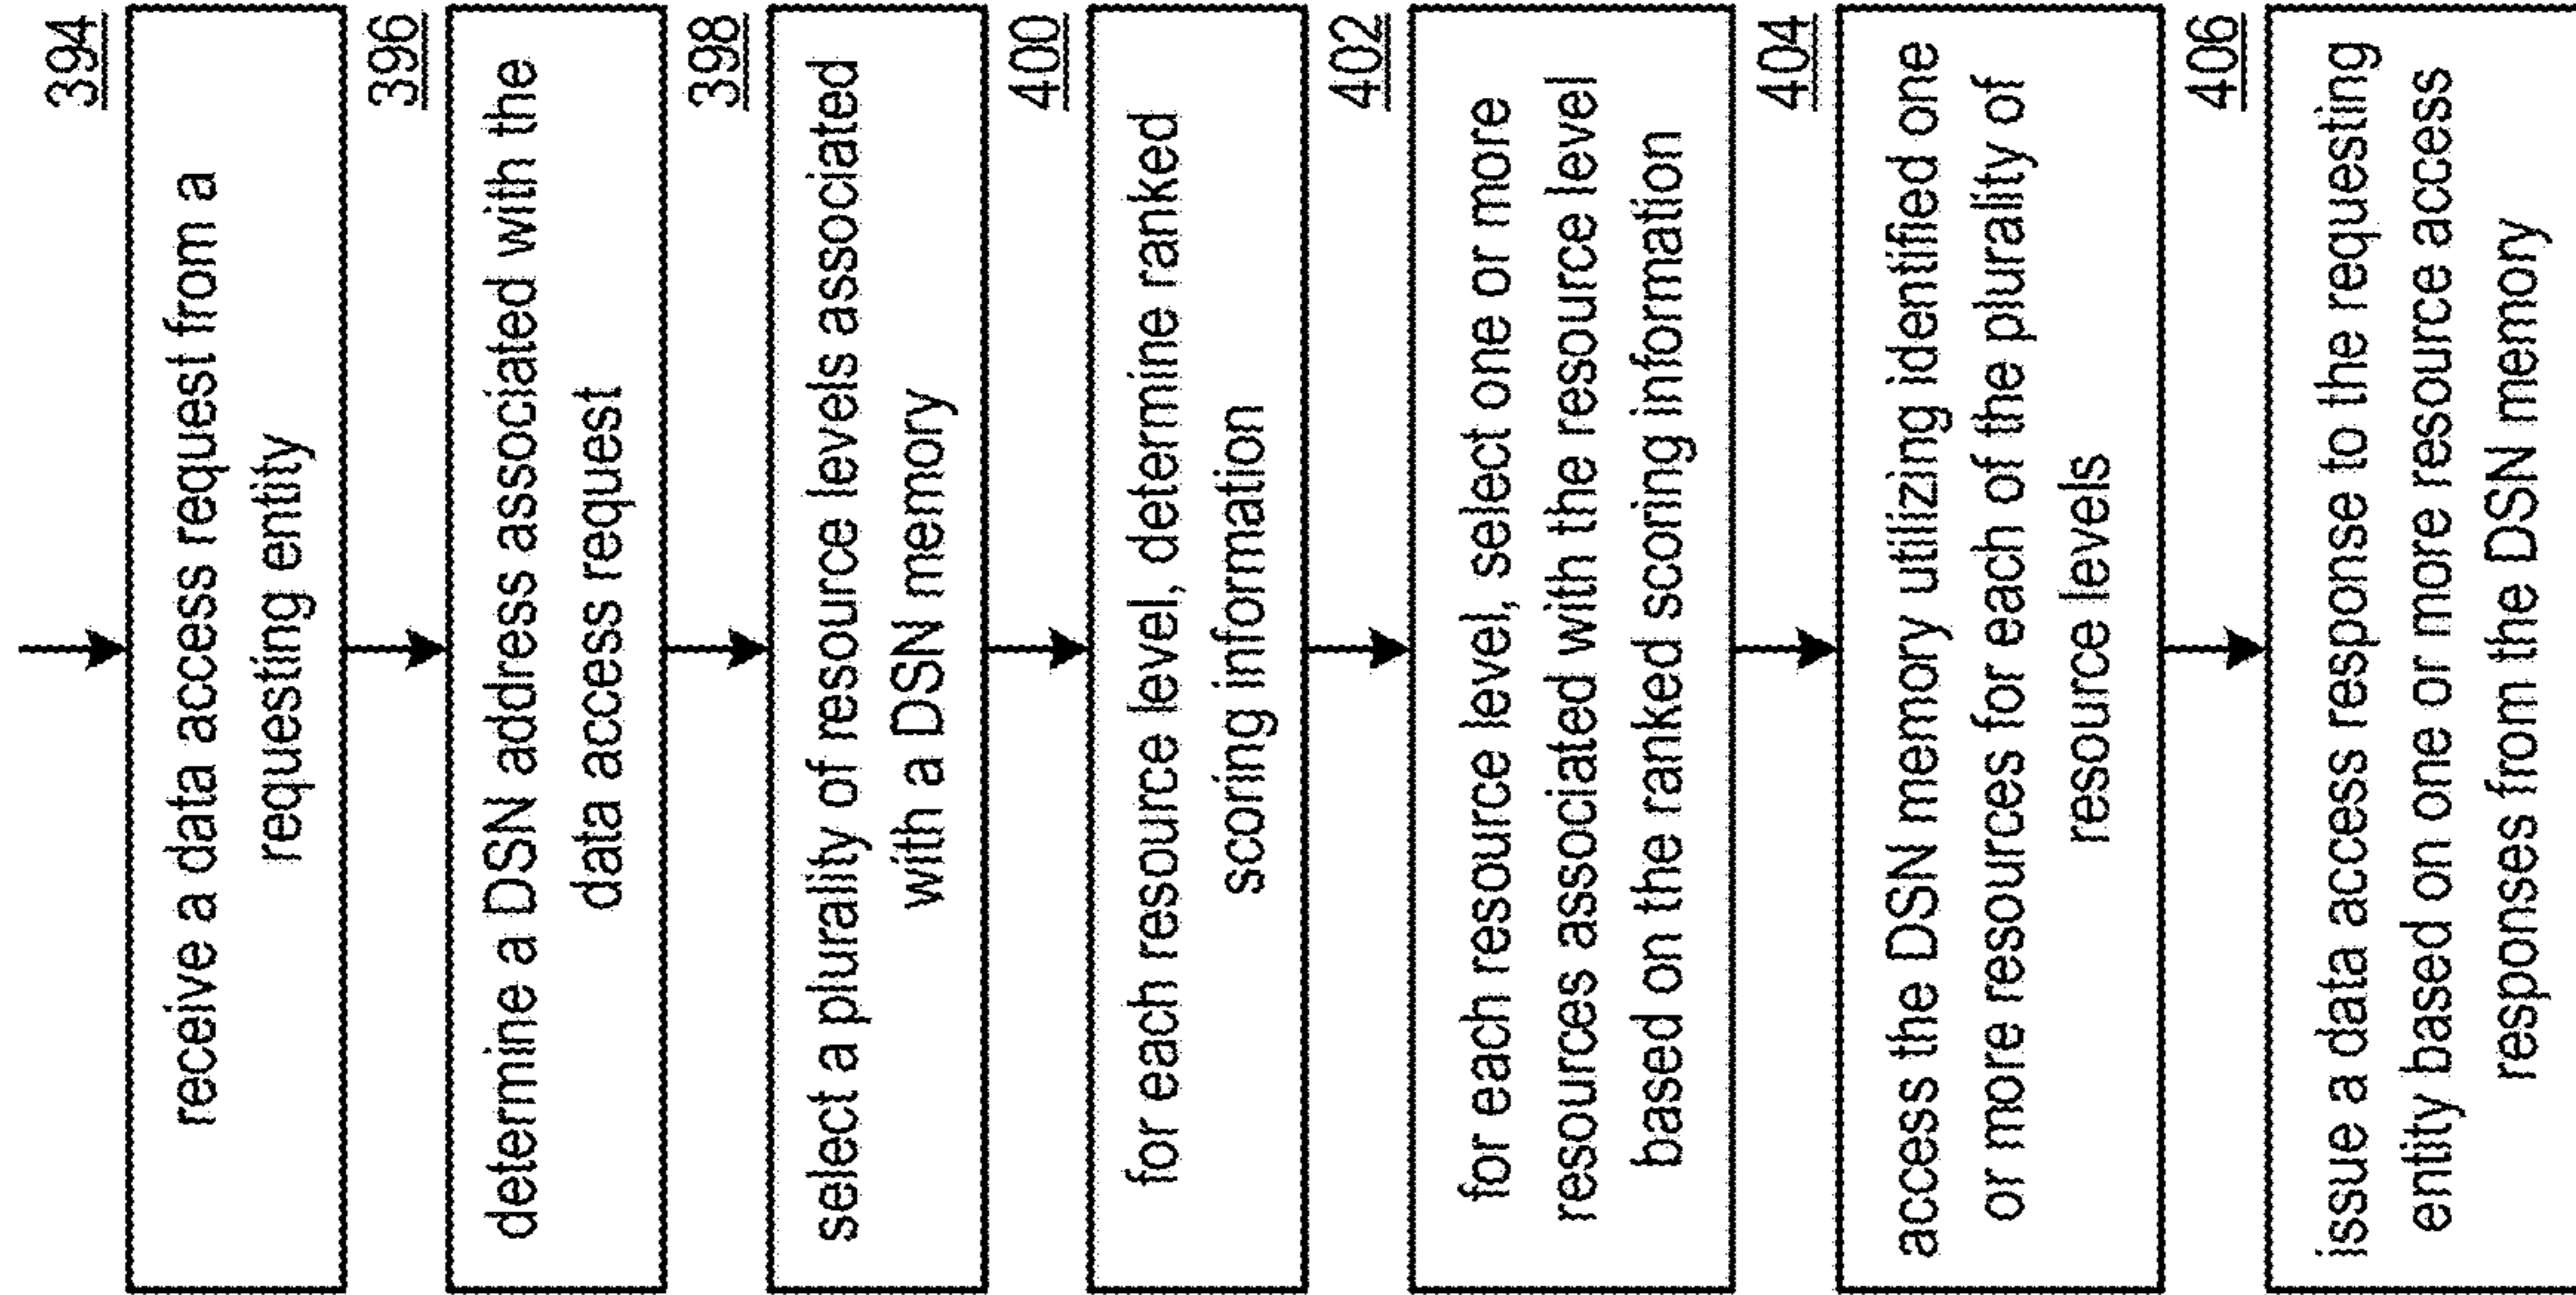 394
receive a data access request from a
requesting entity
396
determine a DSN address associated with the
data access request
398
select a plurality of resource levels associated
with a DSN memory
400
for each resource level, determine ranked
scoring information
402
for each resource level, select one or more
resources associated with the resource level
based on the ranked scoring information
404
access the DSN memory utilizing identified one
or more resources for each of the plurality of
resource levels
406
issue a data access response to the requesting
entity based on one or more resource access
responses from the DSN memory